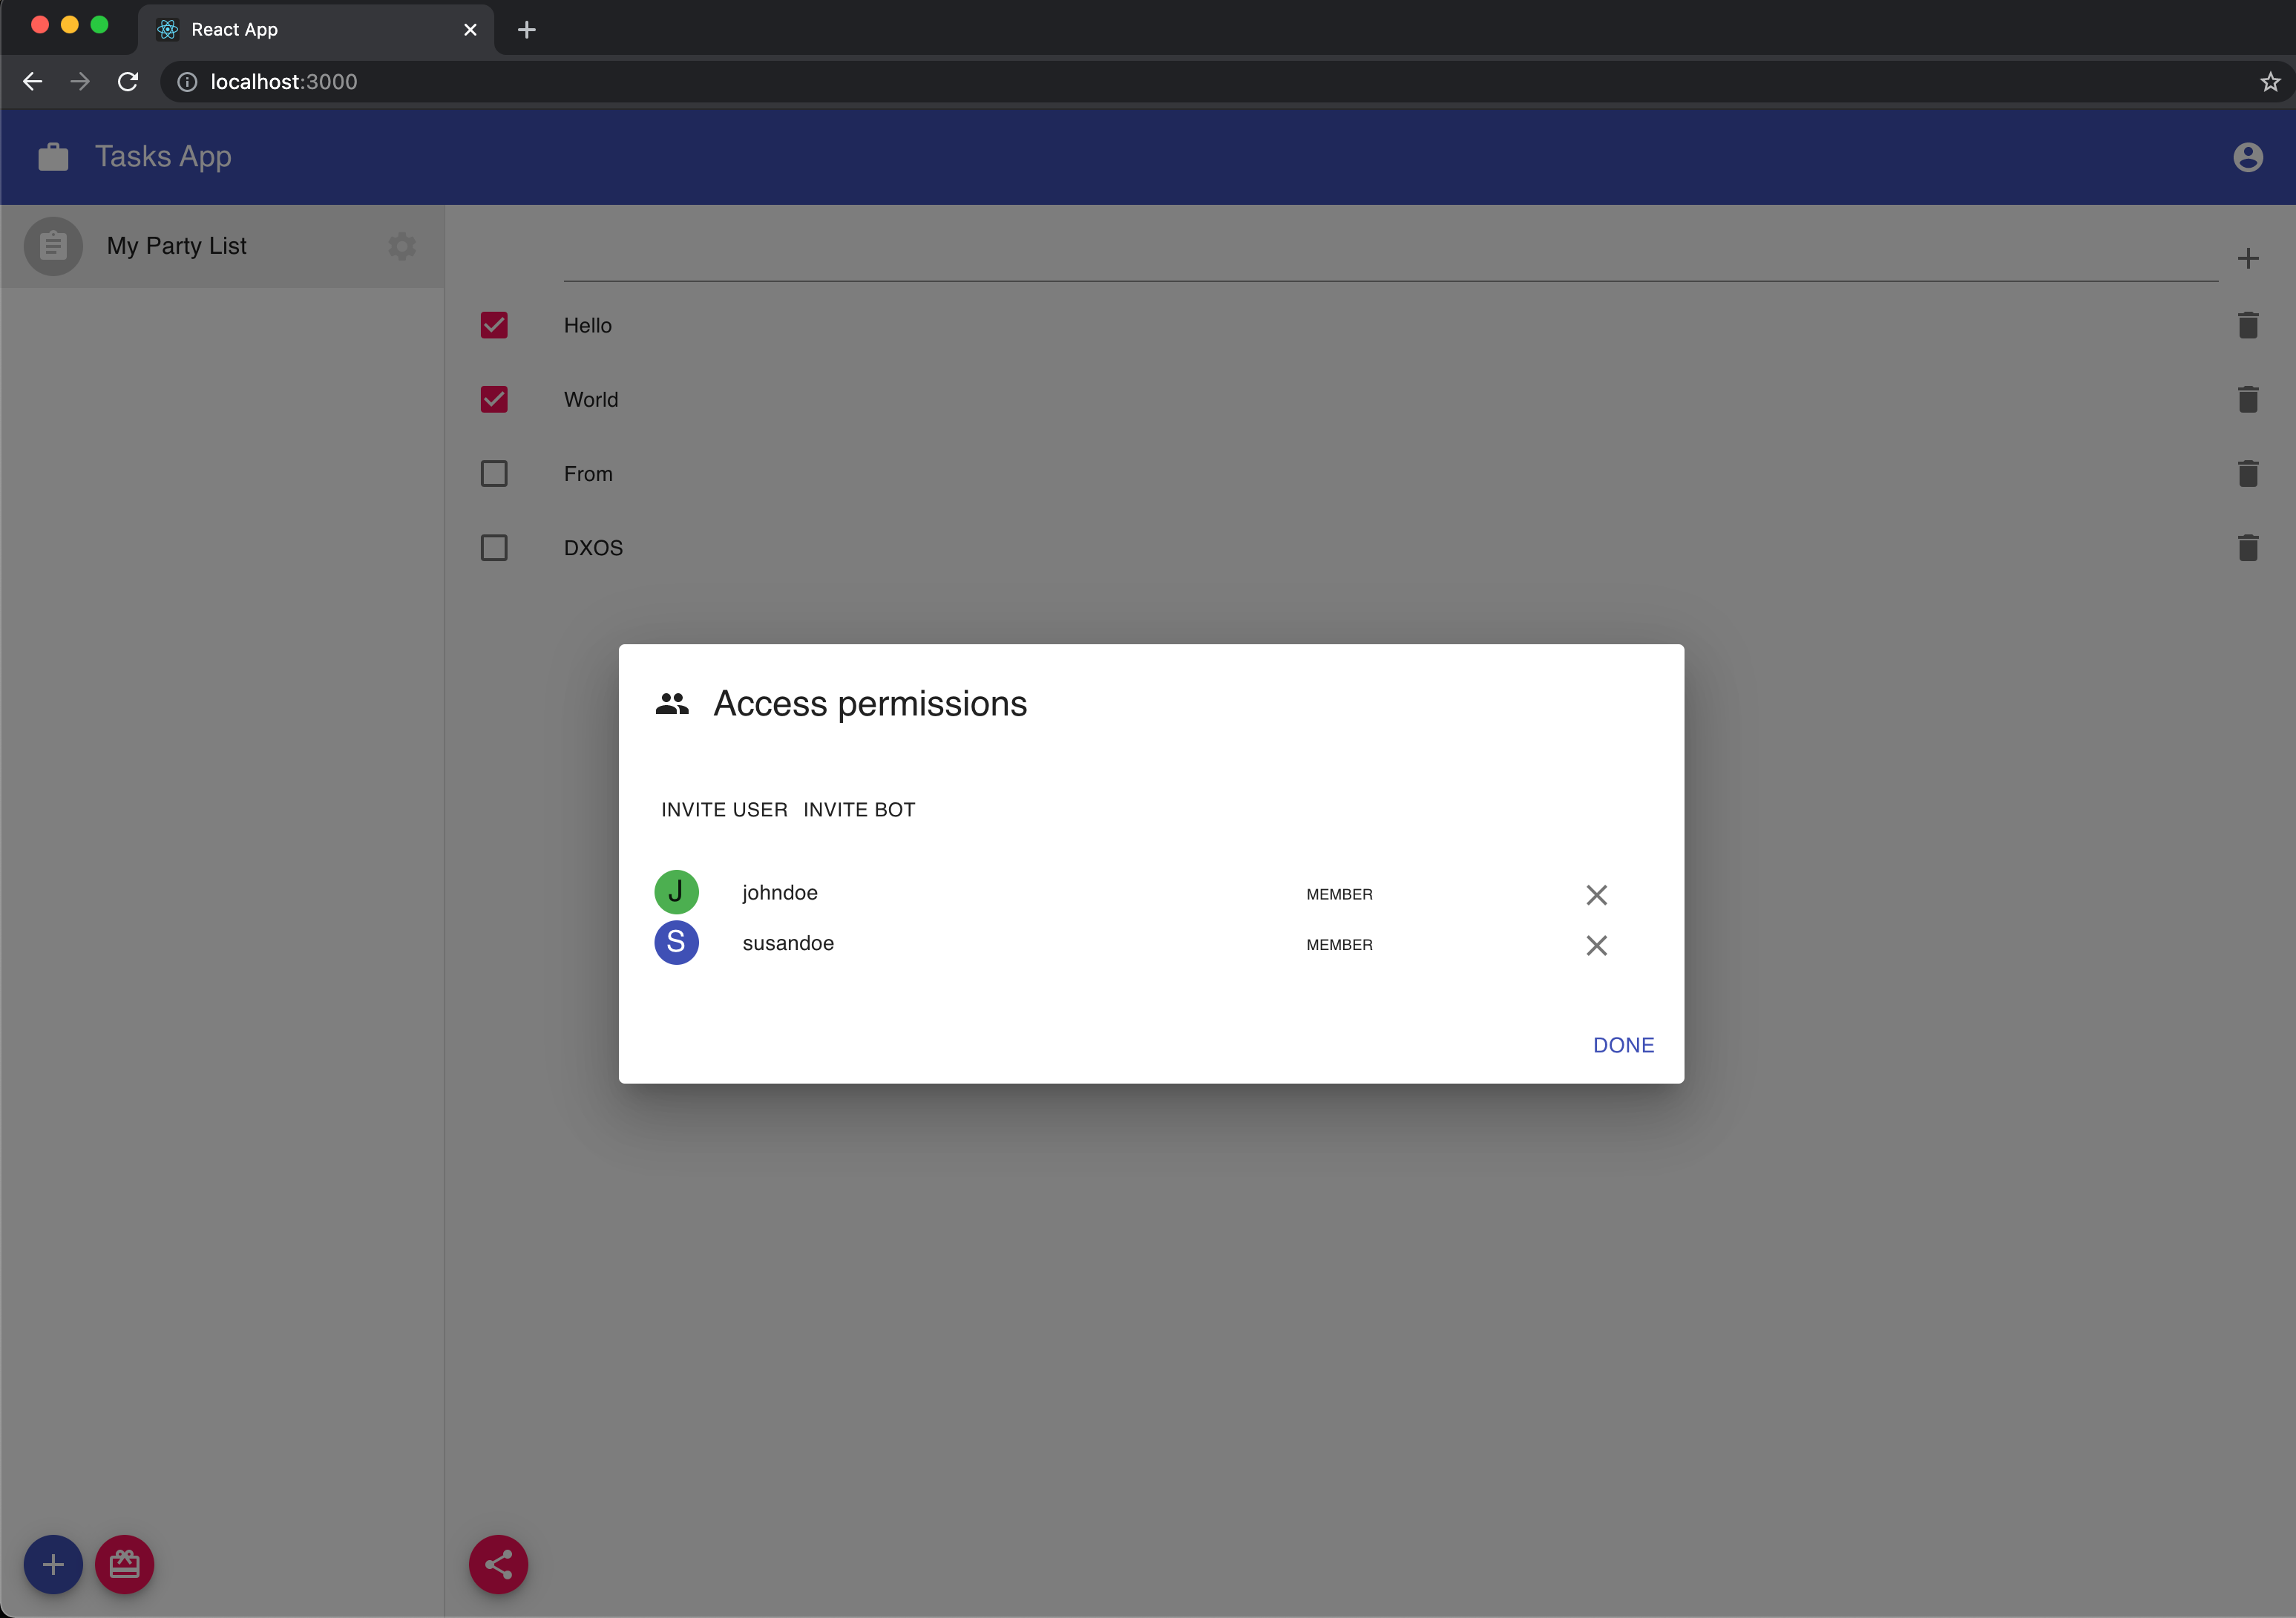 React App
localhost:3000
Tasks App
My Party List
Hello
World
From
DXOS
Access permissions
INVITE USER INVITE BOT
J johndoe MEMBER
S susandoe MEMBER
DONE